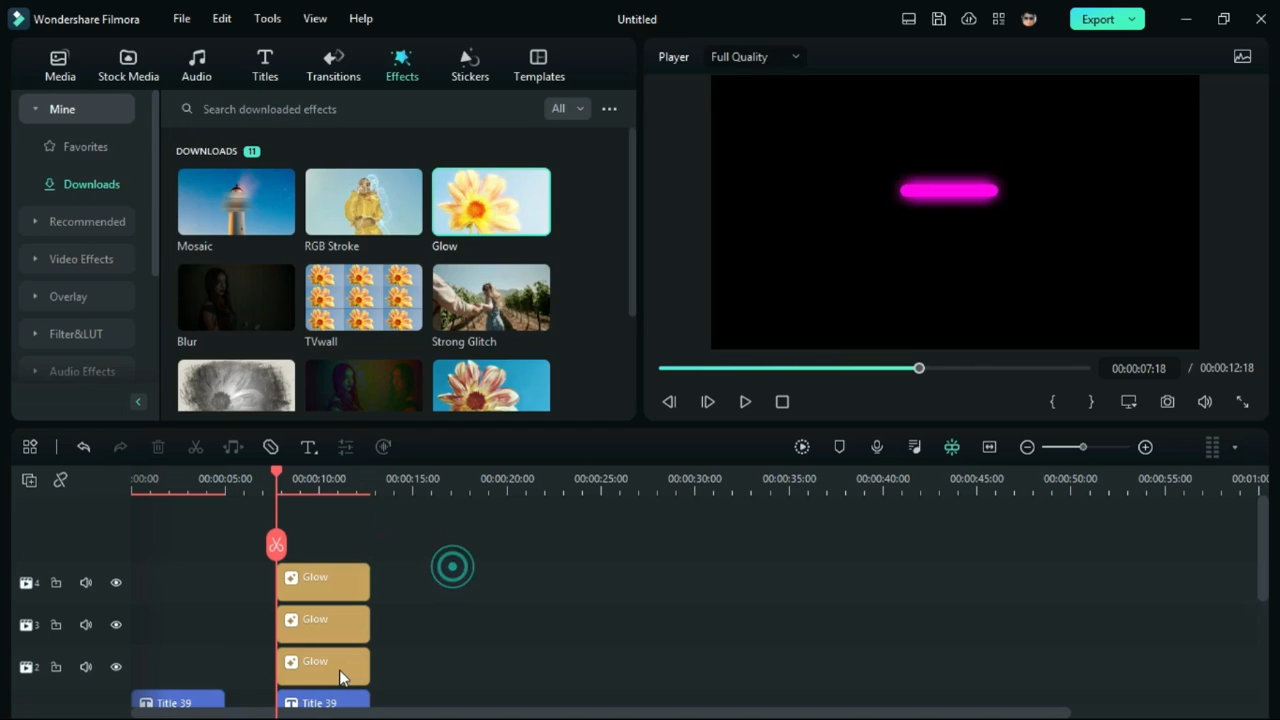 Wondershare Filmora File Edit Tools View Help Untitled Export
Media Stock Media Audio Titles Transitions Effects Stickers Templates
Player Full Quality
Mine
Search downloaded effects All
Favorites
DOWNLOADS 11
Downloads
Recommended
Mosaic RGB Stroke Glow
Video Effects
Overlay
Filter&LUT
Blur TVwall Strong Glitch
Audio Effects
00:00:07:18 / 00:00:12:18
:00:00 00:00:05:00 00:00:10:00 00:00:15:00 00:00:20:00 00:00:25:00 00:00:30:00 00:00:35:00 00:00:40:00 00:00:45:00 00:00:50:00 00:00:55:00 00:01:00
4 Glow
3 Glow
2 Glow
Title 39 Title 39